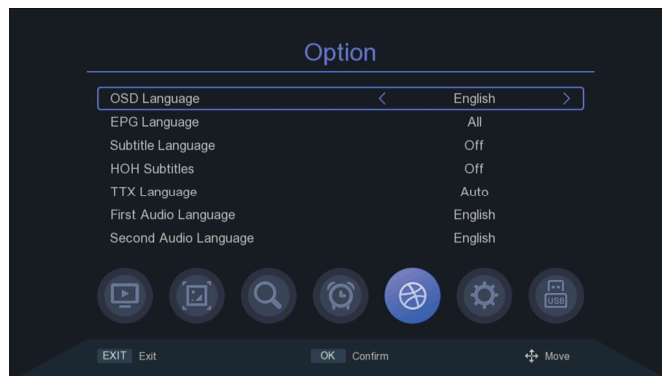 Option
OSD Language English
EPG Language All
Subtitle Language Off
HOH Subtitles Off
TTX Language Auto
First Audio Language English
Second Audio Language English
USB
EXIT Exit OK Confirm Move